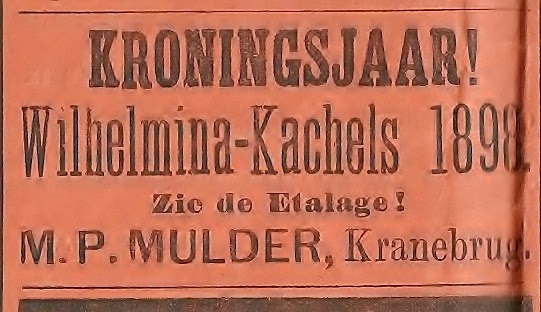 KRONINGSJAAR!
Wilhelmina-Kachels 1898.
Zie de Etalage!
M. P. MULDER, Kranebrug.